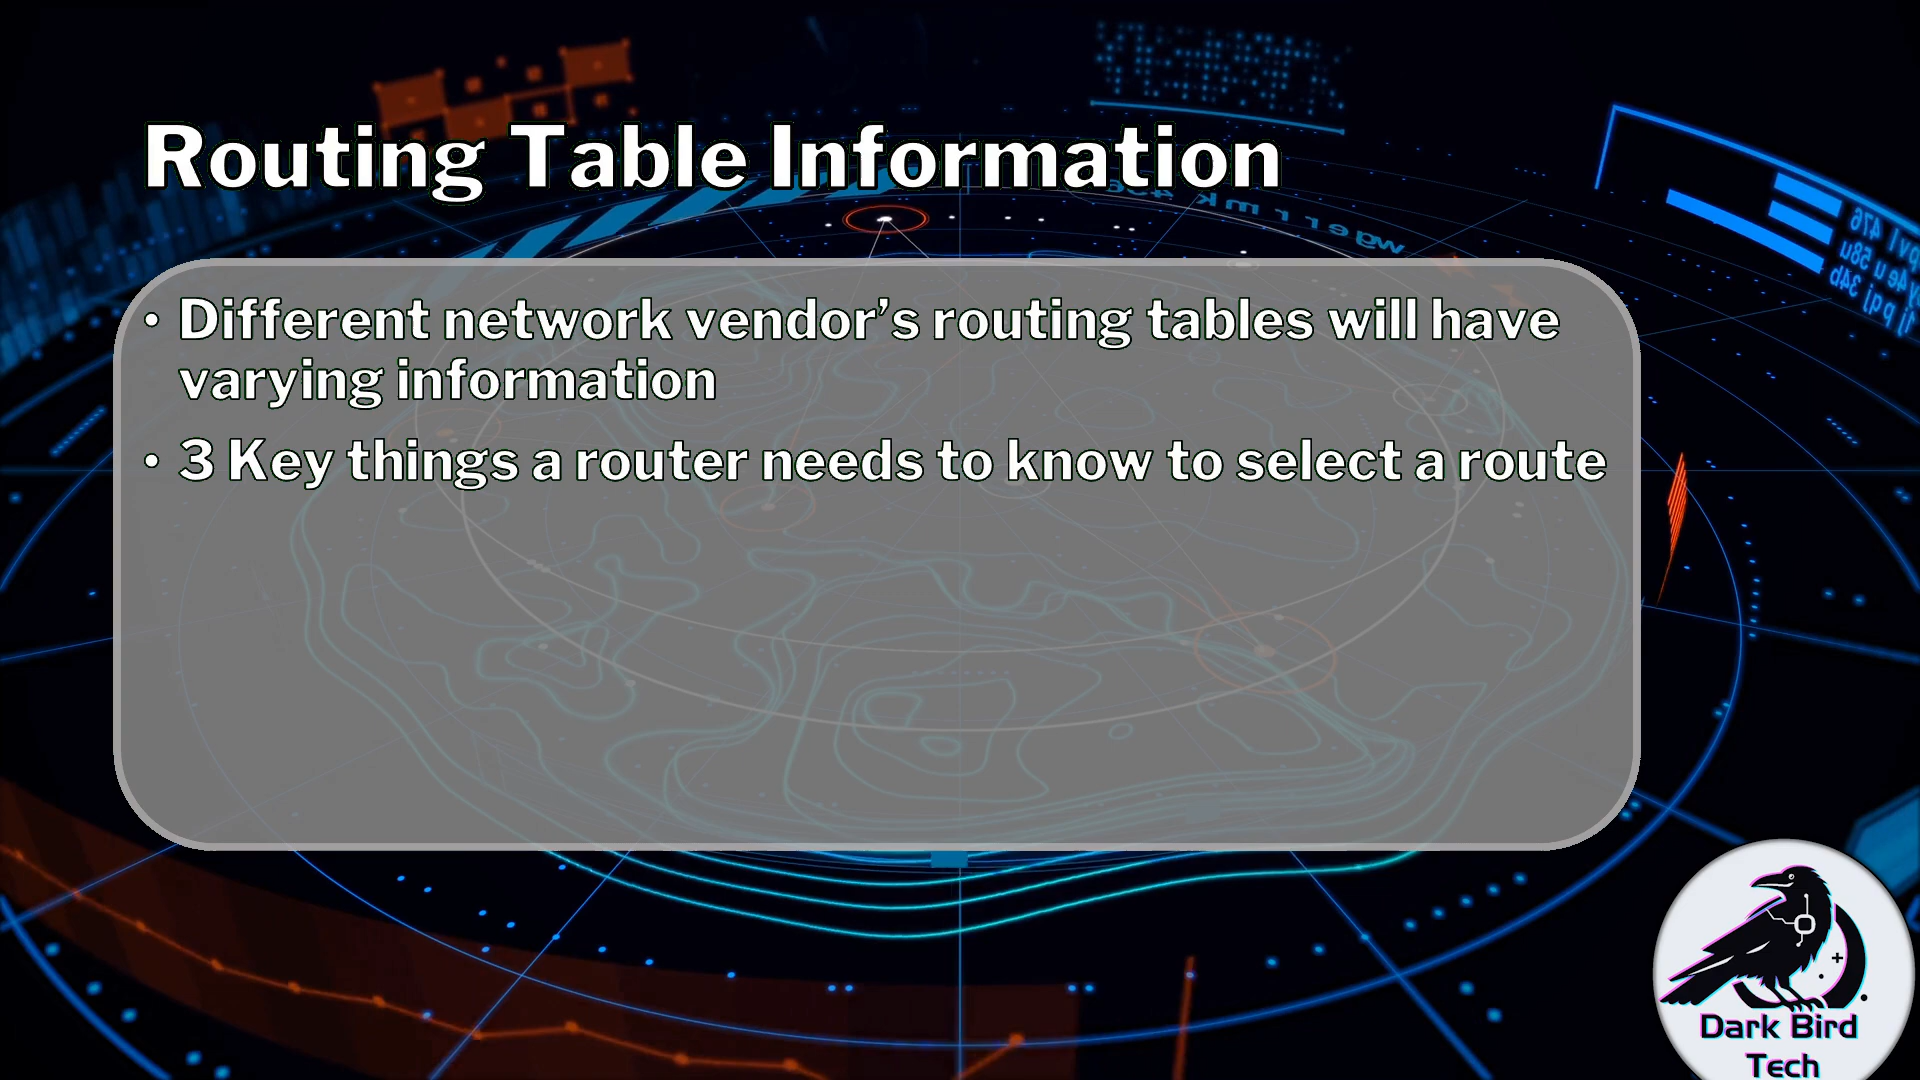 Routing Table Information
• Different network vendor’s routing tables will have
varying information
• 3 Key things a router needs to know to select a route
Dark Bird
Tech